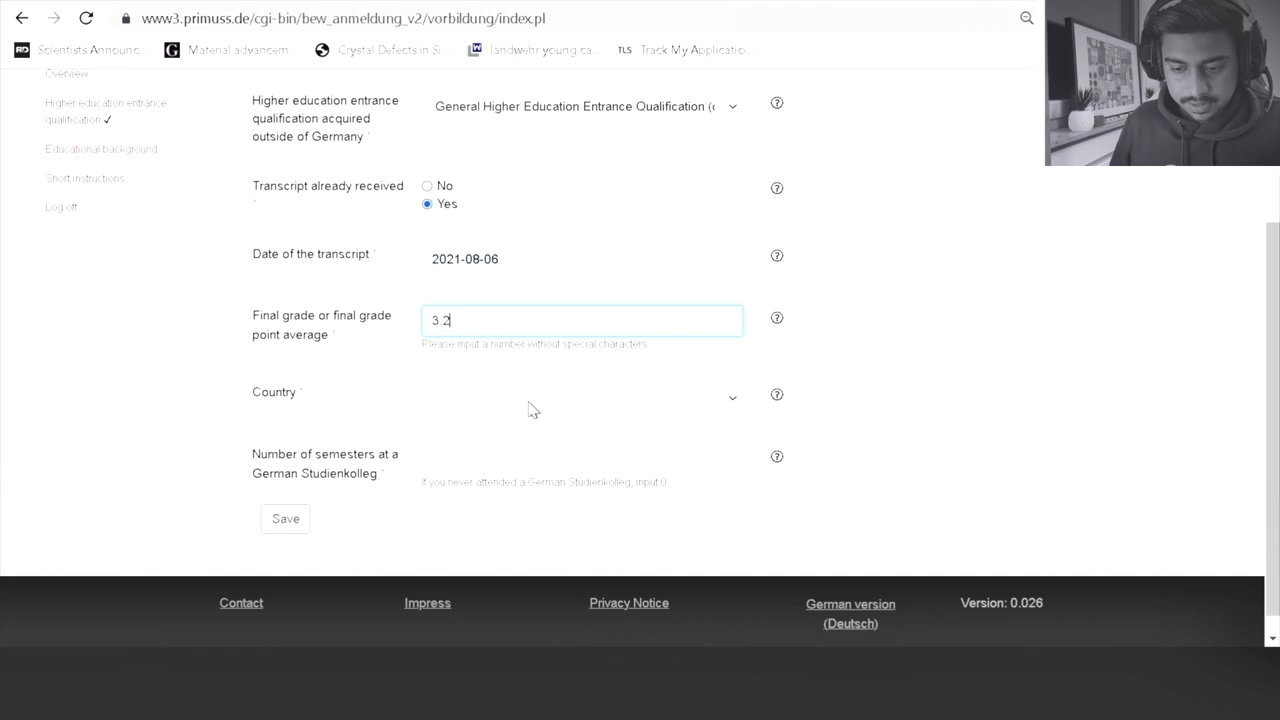 www3.primuss.de/cgi-bin/bew_anmeldung_v2/vorbildung/index.pl
RD Scientists Announc...
G Material advancem...
Crystal Defects in Si...
W landwehr young ca...
TLS Track My Applicatio...
Overview
Higher education entrance
qualification ✓
Educational background
Short instructions
Log off
Higher education entrance
qualification acquired
outside of Germany *
General Higher Education Entrance Qualification (
Transcript already received
*
No
Yes
Date of the transcript *
2021-08-06
Final grade or final grade
point average *
3.2
Please input a number without special characters
Country *
Number of semesters at a
German Studienkolleg *
If you never attended a German Studienkolleg, input 0
Save
Contact
Impress
Privacy Notice
German version
(Deutsch)
Version: 0.026